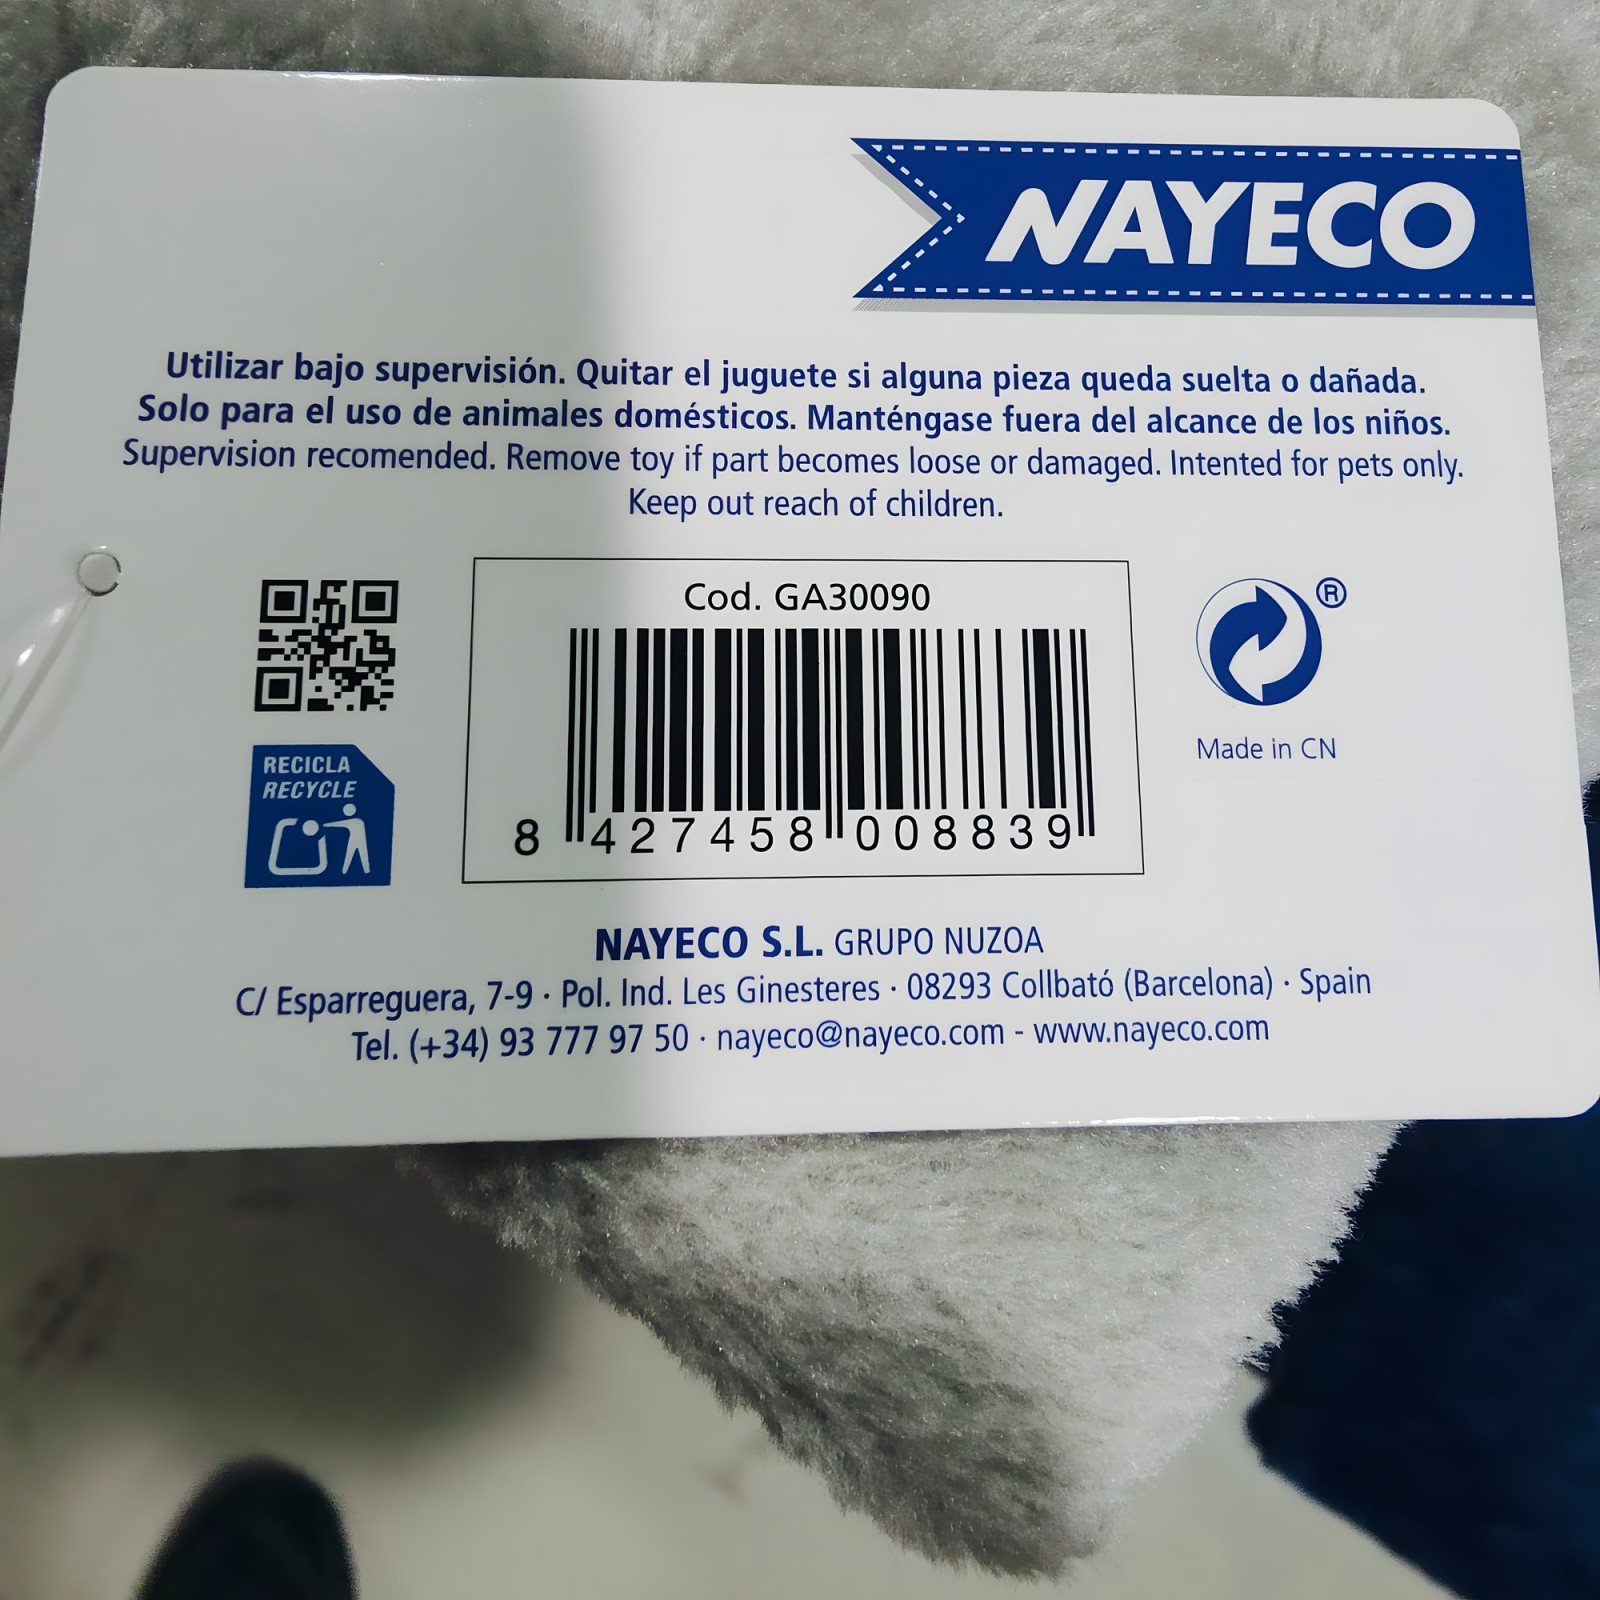 NAYECO
Utilizar bajo supervisión. Quitar el juguete si alguna pieza queda suelta o dañada.
Solo para el uso de animales domésticos. Manténgase fuera del alcance de los niños.
Supervision recomended. Remove toy if part becomes loose or damaged. Intented for pets only.
Keep out reach of children.
Cod. GA30090
8 427458 008839
®
Made in CN
RECICLA
RECYCLE
NAYECO S.L. GRUPO NUZOA
C/ Esparreguera, 7-9 · Pol. Ind. Les Ginesteres · 08293 Collbató (Barcelona) · Spain
Tel. (+34) 93 777 97 50 · nayeco@nayeco.com - www.nayeco.com